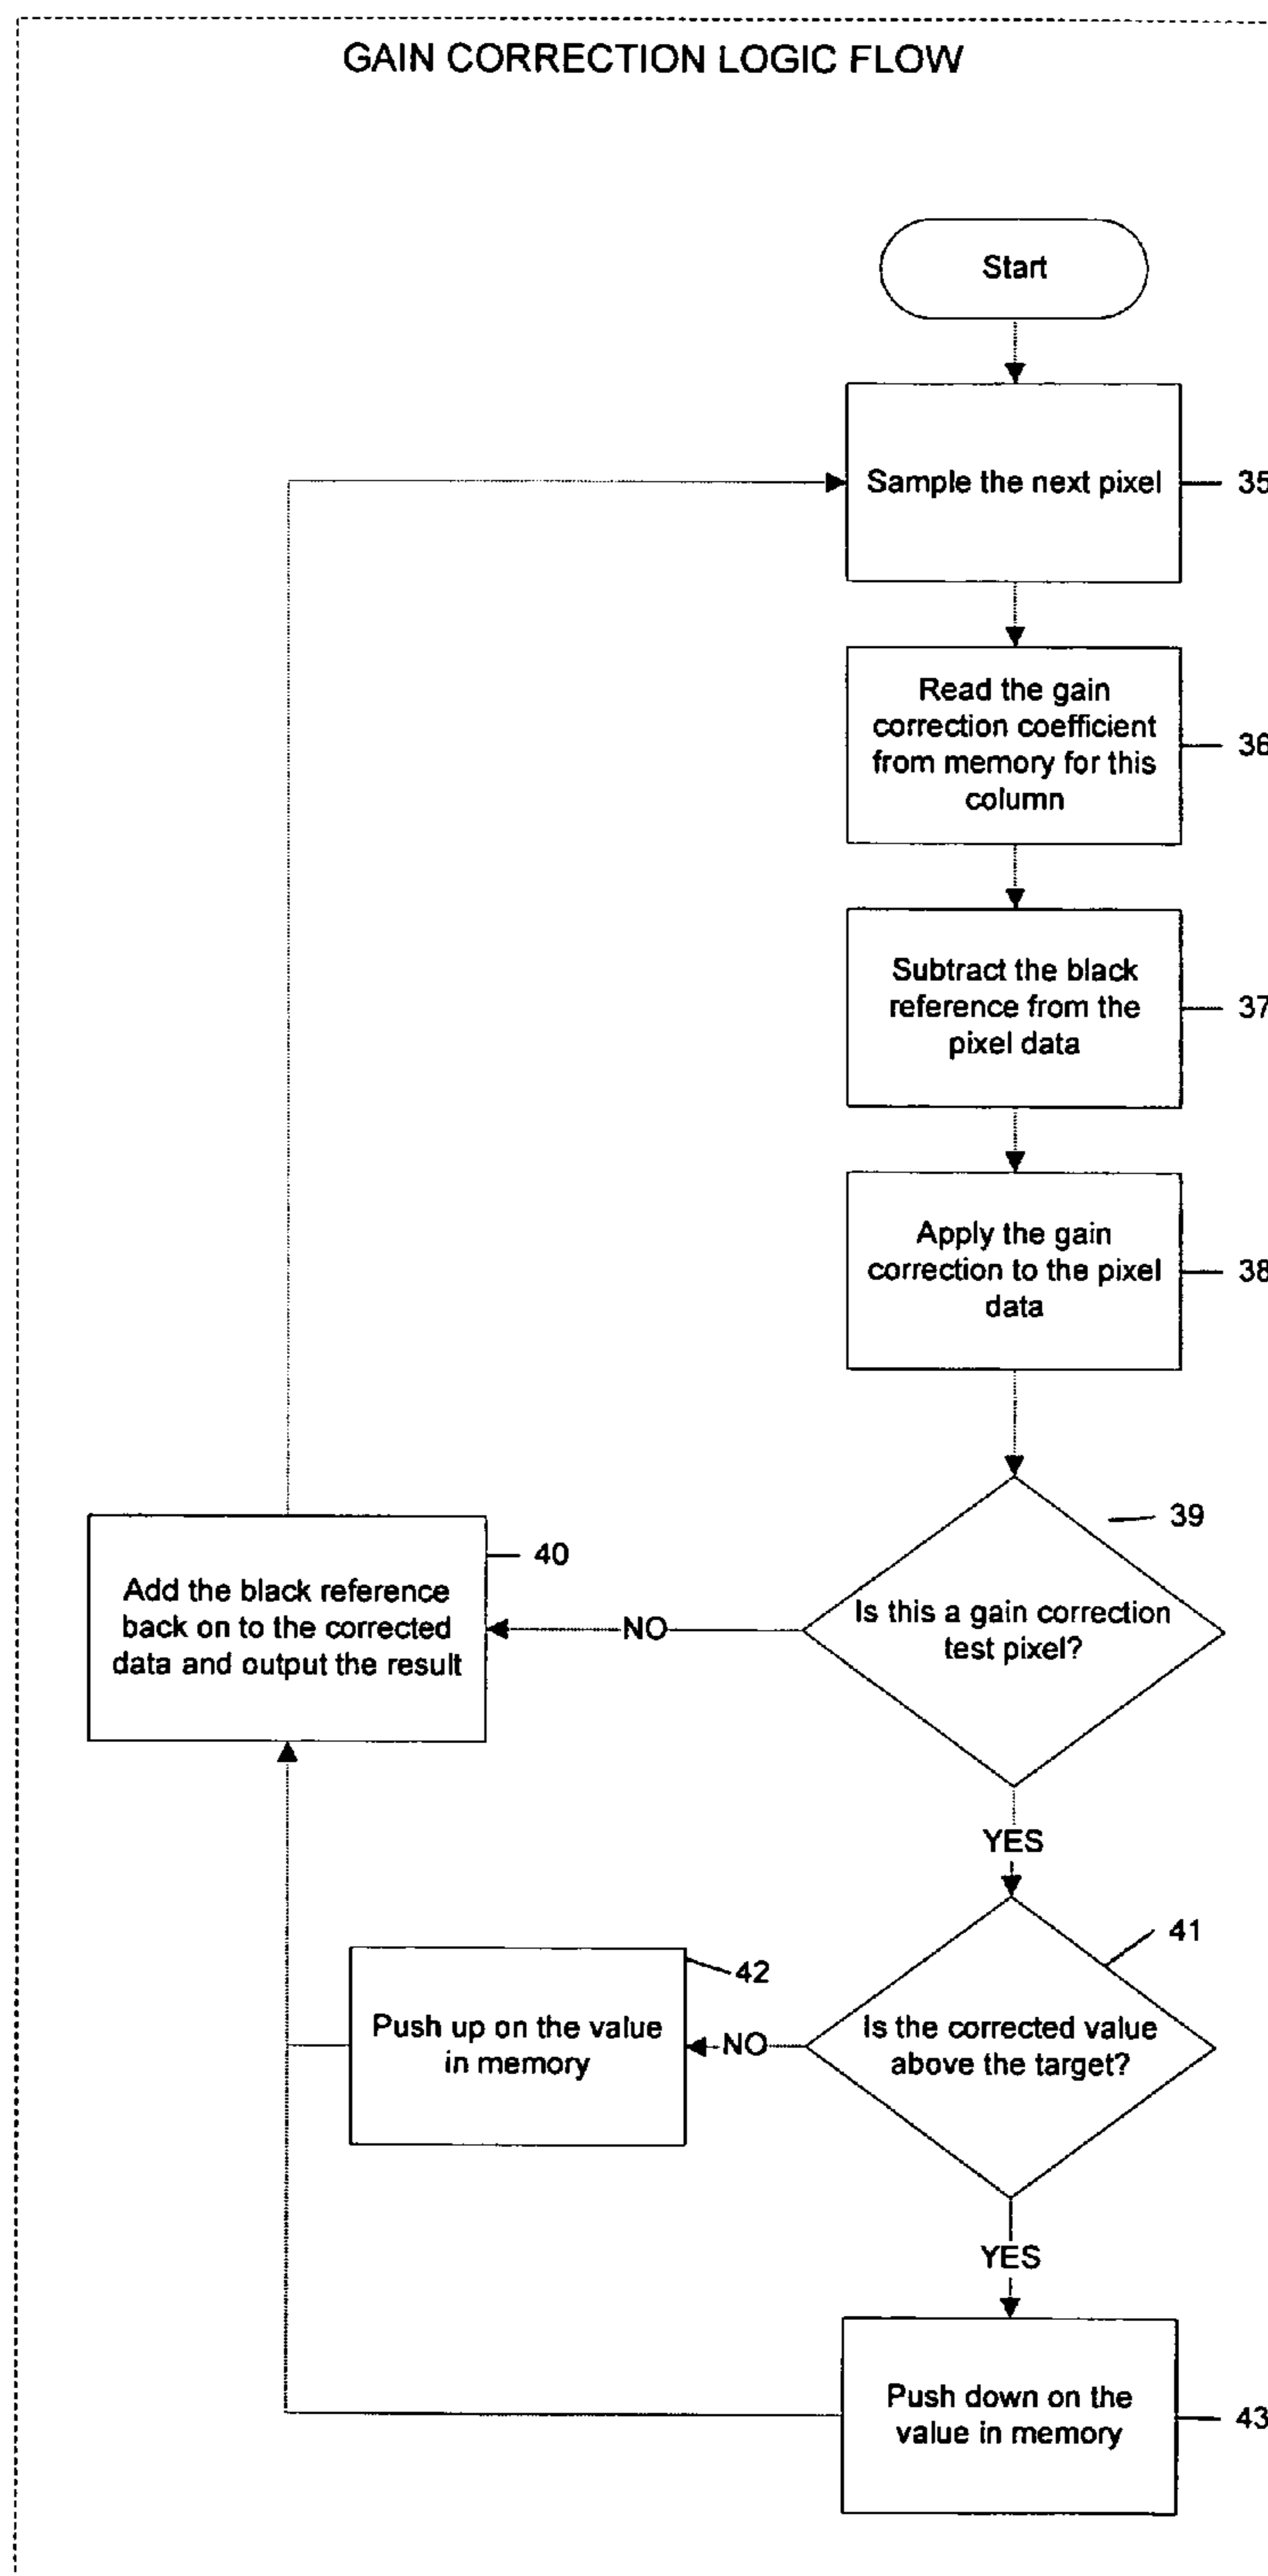 GAIN CORRECTION LOGIC FLOW
Start
Sample the next pixel
35
Read the gain
correction coefficient
from memory for this
column
36
Subtract the black
reference from the
pixel data
37
Apply the gain
correction to the pixel
data
38
39
Is this a gain correction
test pixel?
NO
40
Add the black reference
back on to the corrected
data and output the result
YES
41
Is the corrected value
above the target?
NO
42
Push up on the value
in memory
YES
Push down on the
value in memory
43